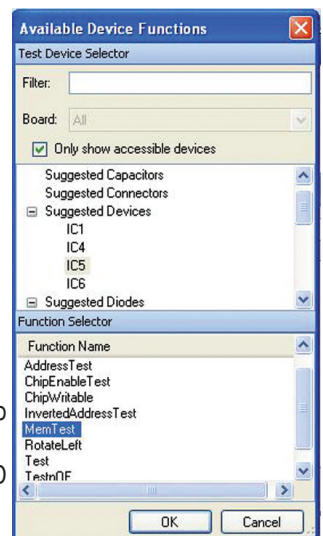 Available Device Functions
Test Device Selector
Filter:
Board: All
Only show accessible devices
Suggested Capacitors
Suggested Connectors
Suggested Devices
IC1
IC4
IC5
IC6
Suggested Diodes
Function Selector
Function Name
AddressTest
ChipEnableTest
ChipWritable
InvertedAddressTest
MemTest
RotateLeft
Test
OK Cancel